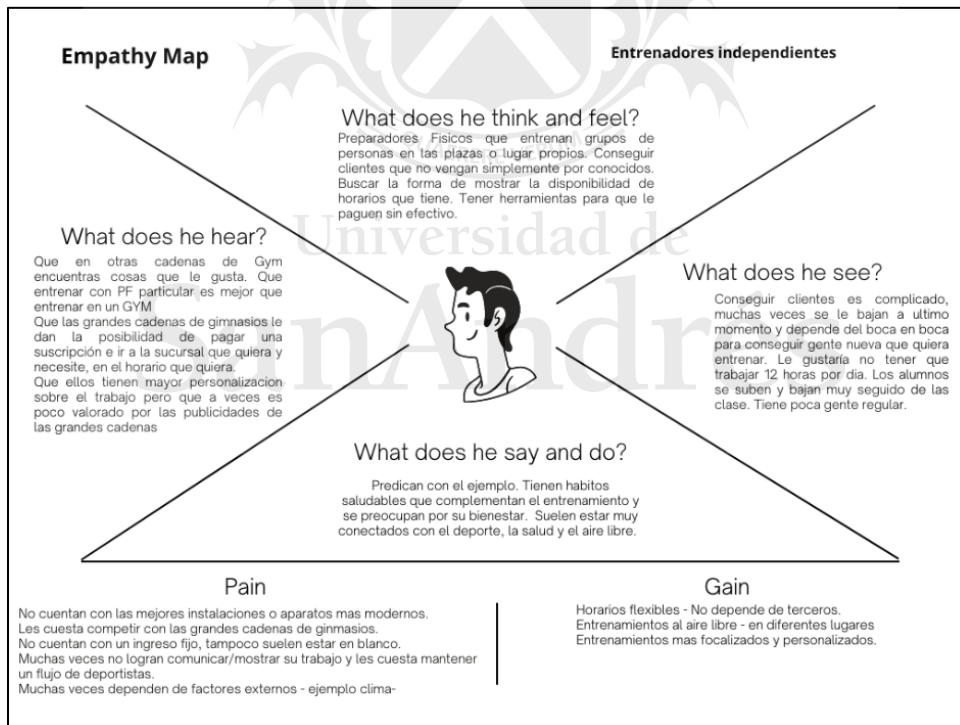 Empathy Map
Entrenadores independientes
What does he think and feel?
Preparadores Fisicos que entrenan grupos de
personas en las plazas o lugar propios. Conseguir
clientes que no vengan simplemente por conocidos.
Buscar la forma de mostrar la disponibilidad de
horarios que tiene. Tener herramientas para que le
paguen sin efectivo.
What does he hear?
Que en otras cadenas de Gym
encuentras cosas que le gusta. Que
entrenar con PF particular es mejor que
entrenar en un GYM
Que las grandes cadenas de gimnasios le
dan la posibilidad de pagar una
suscripción e ir a la sucursal que quiera y
necesite, en el horario que quiera.
Que ellos tienen mayor personalizacion
sobre el trabajo pero que a veces es
poco valorado por las publicidades de
las grandes cadenas
What does he see?
Conseguir clientes es complicado,
muchas veces se le bajan a ultimo
momento y depende del boca en boca
para conseguir gente nueva que quiera
entrenar. Le gustaría no tener que
trabajar 12 horas por dia. Los alumnos
se suben y bajan muy seguido de las
clase. Tiene poca gente regular.
What does he say and do?
Predican con el ejemplo. Tienen habitos
saludables que complementan el entrenamiento y
se preocupan por su bienestar. Suelen estar muy
conectados con el deporte, la salud y el aire libre.
Pain
No cuentan con las mejores instalaciones o aparatos mas modernos.
Les cuesta competir con las grandes cadenas de ginmasios.
No cuentan con un ingreso fijo, tampoco suelen estar en blanco.
Muchas veces no logran comunicar/mostrar su trabajo y les cuesta mantener
un flujo de deportistas.
Muchas veces dependen de factores externos - ejemplo clima-
Gain
Horarios flexibles - No depende de terceros.
Entrenamientos al aire libre - en diferentes lugares
Entrenamientos mas focalizados y personalizados.
Universidad de
SanAndrés